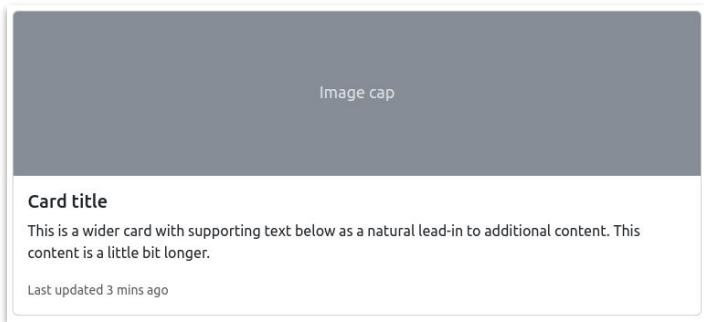 Image cap
Card title
This is a wider card with supporting text below as a natural lead-in to additional content. This
content is a little bit longer.
Last updated 3 mins ago